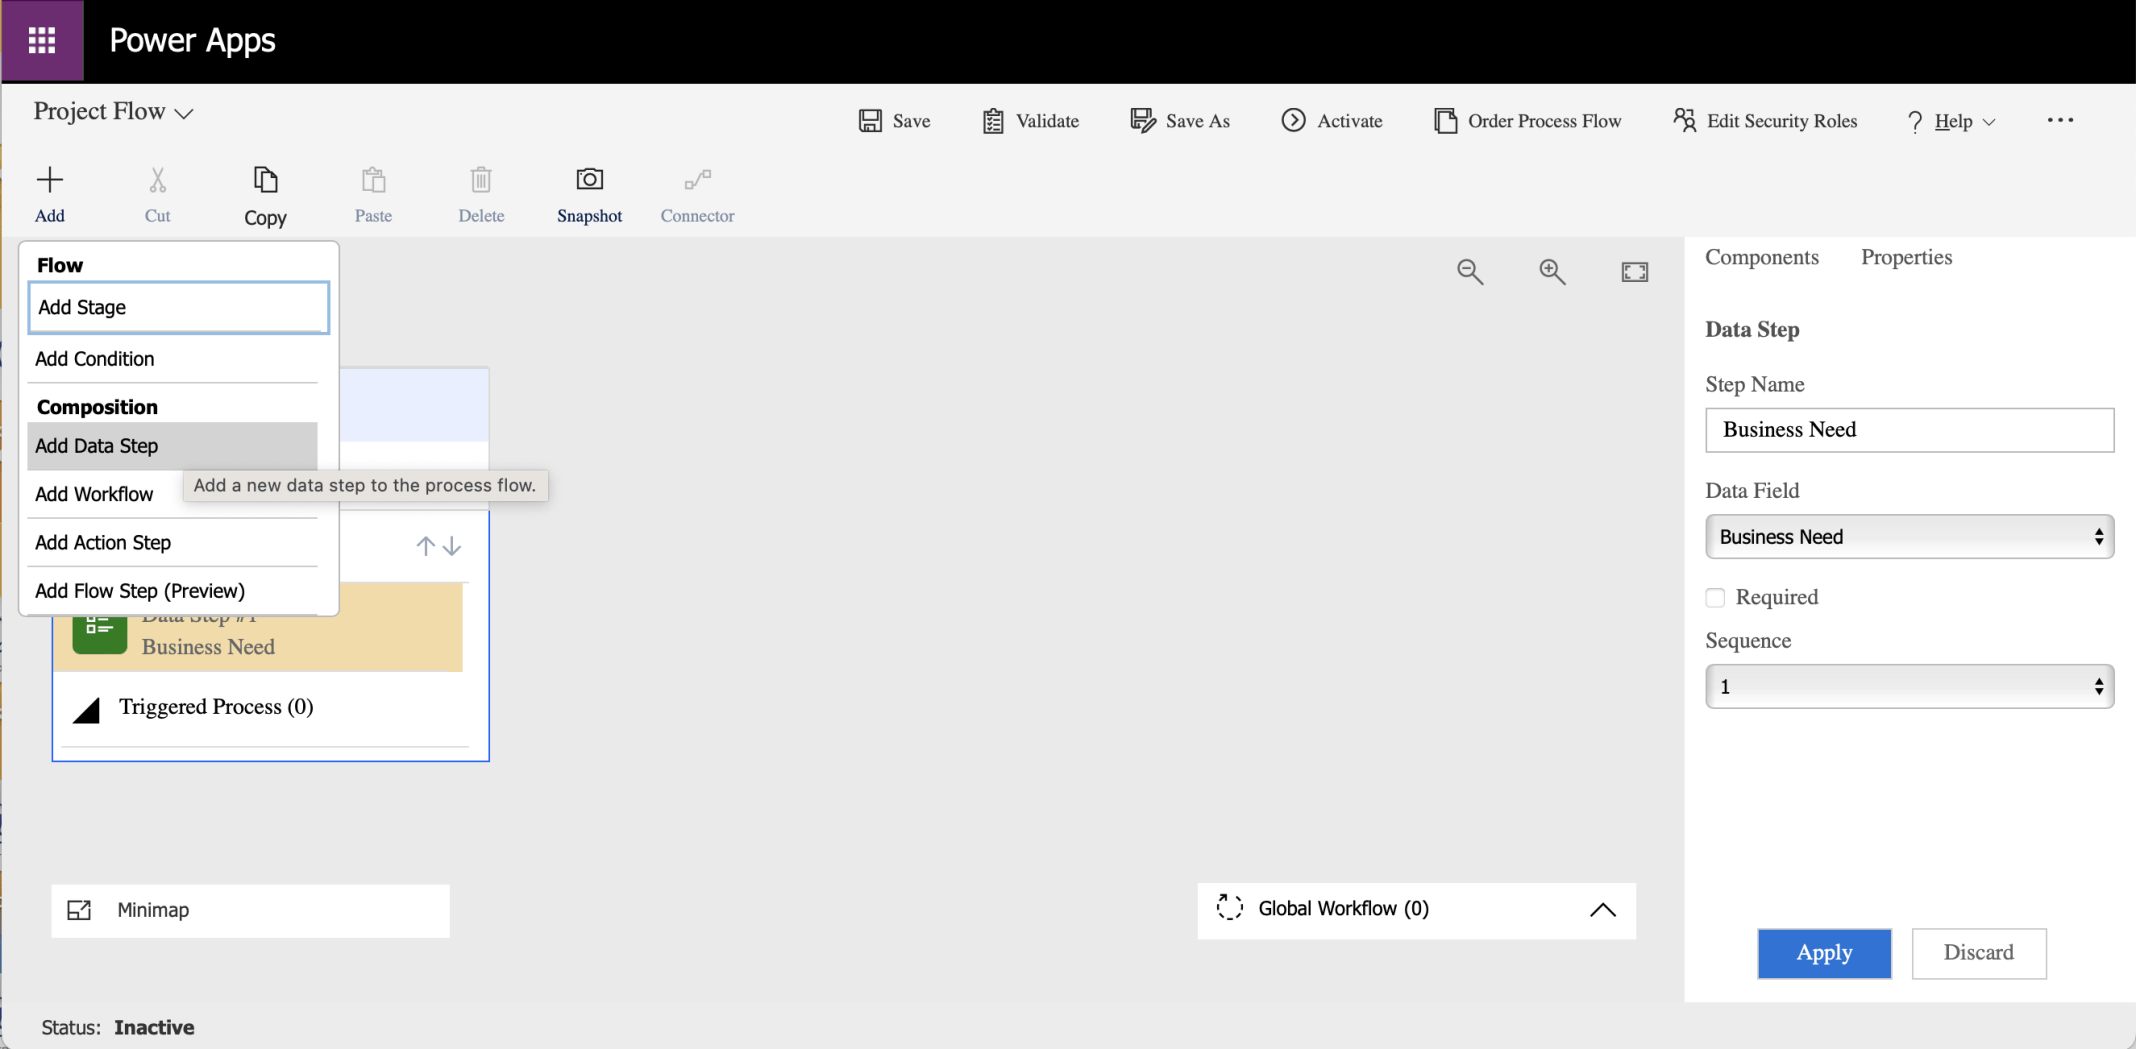 Power Apps
Project Flow
Save
Validate
Save As
Activate
Order Process Flow
Edit Security Roles
? Help
Add
Cut
Copy
Paste
Delete
Snapshot
Connector
Flow
Add Stage
Add Condition
Composition
Add Data Step
Add a new data step to the process flow.
Add Workflow
Add Action Step
Add Flow Step (Preview)
Data Step #1
Business Need
Triggered Process (0)
Minimap
Global Workflow (0)
Components Properties
Data Step
Step Name
Business Need
Data Field
Business Need
Required
Sequence
1
Apply
Discard
Status: Inactive